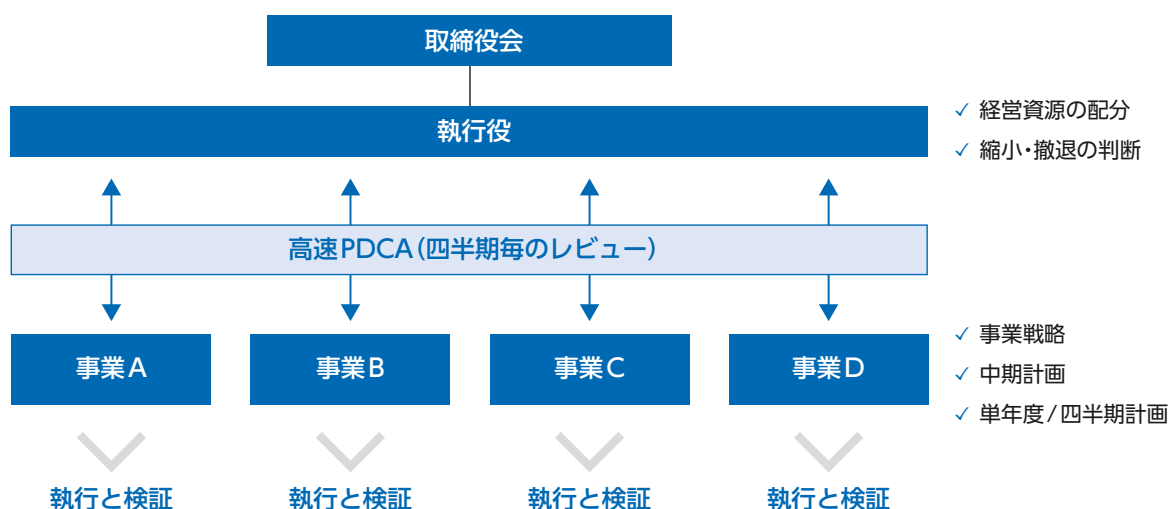 取締役会
執行役
✓ 経営資源の配分
✓ 縮小・撤退の判断
高速PDCA(四半期毎のレビュー)
事業A
事業B
事業C
事業D
✓ 事業戦略
✓ 中期計画
✓ 単年度/四半期計画
執行と検証
執行と検証
執行と検証
執行と検証